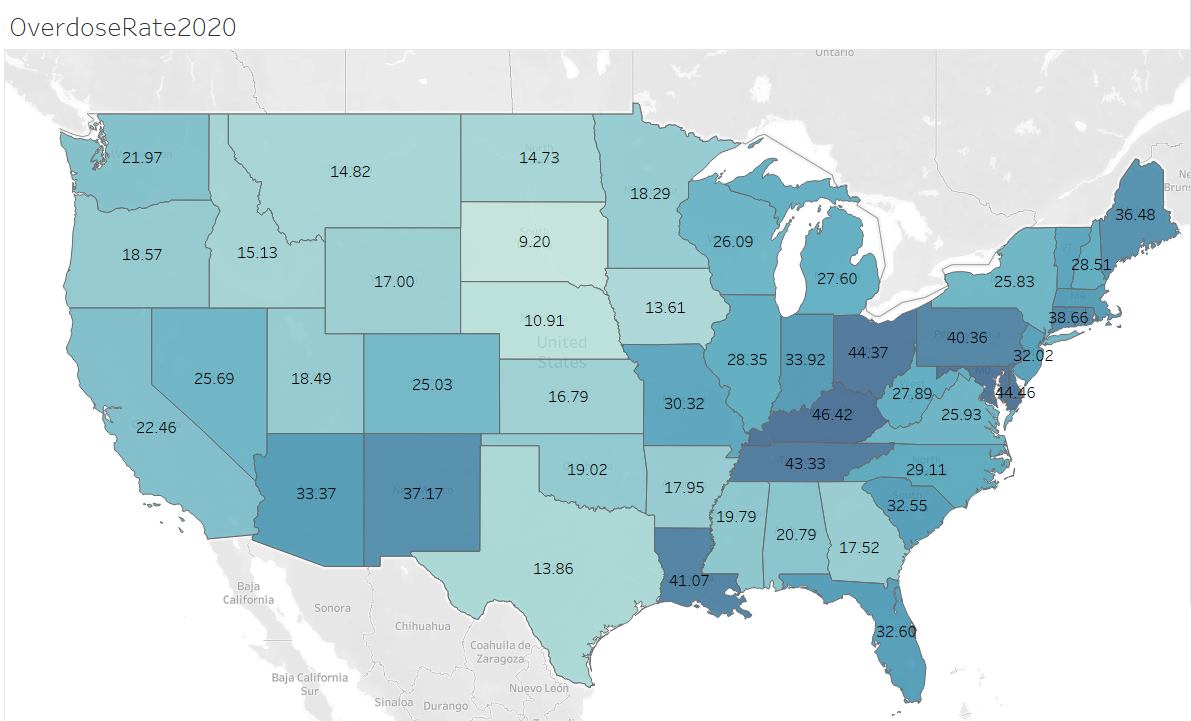 OverdoseRate2020
Ontario
21.97
14.82
14.73
18.29
36.48
18.57
15.13
17.00
9.20
26.09
27.60
25.83
28.51
VT
MA
38.66
10.91
13.61
United
States
25.69
18.49
25.03
16.79
30.32
28.35
33.92
44.37
40.36
32.02
MD
44.46
27.89
25.93
46.42
22.46
33.37
37.17
19.02
17.95
43.33
North
29.11
South
32.55
19.79
20.79
17.52
13.86
41.07
32.60
Baja
California
Sonora
Chihuahua
Coahuila de
Zaragoza
Baja California
Sur
Sinaloa
Durango
Nuevo León